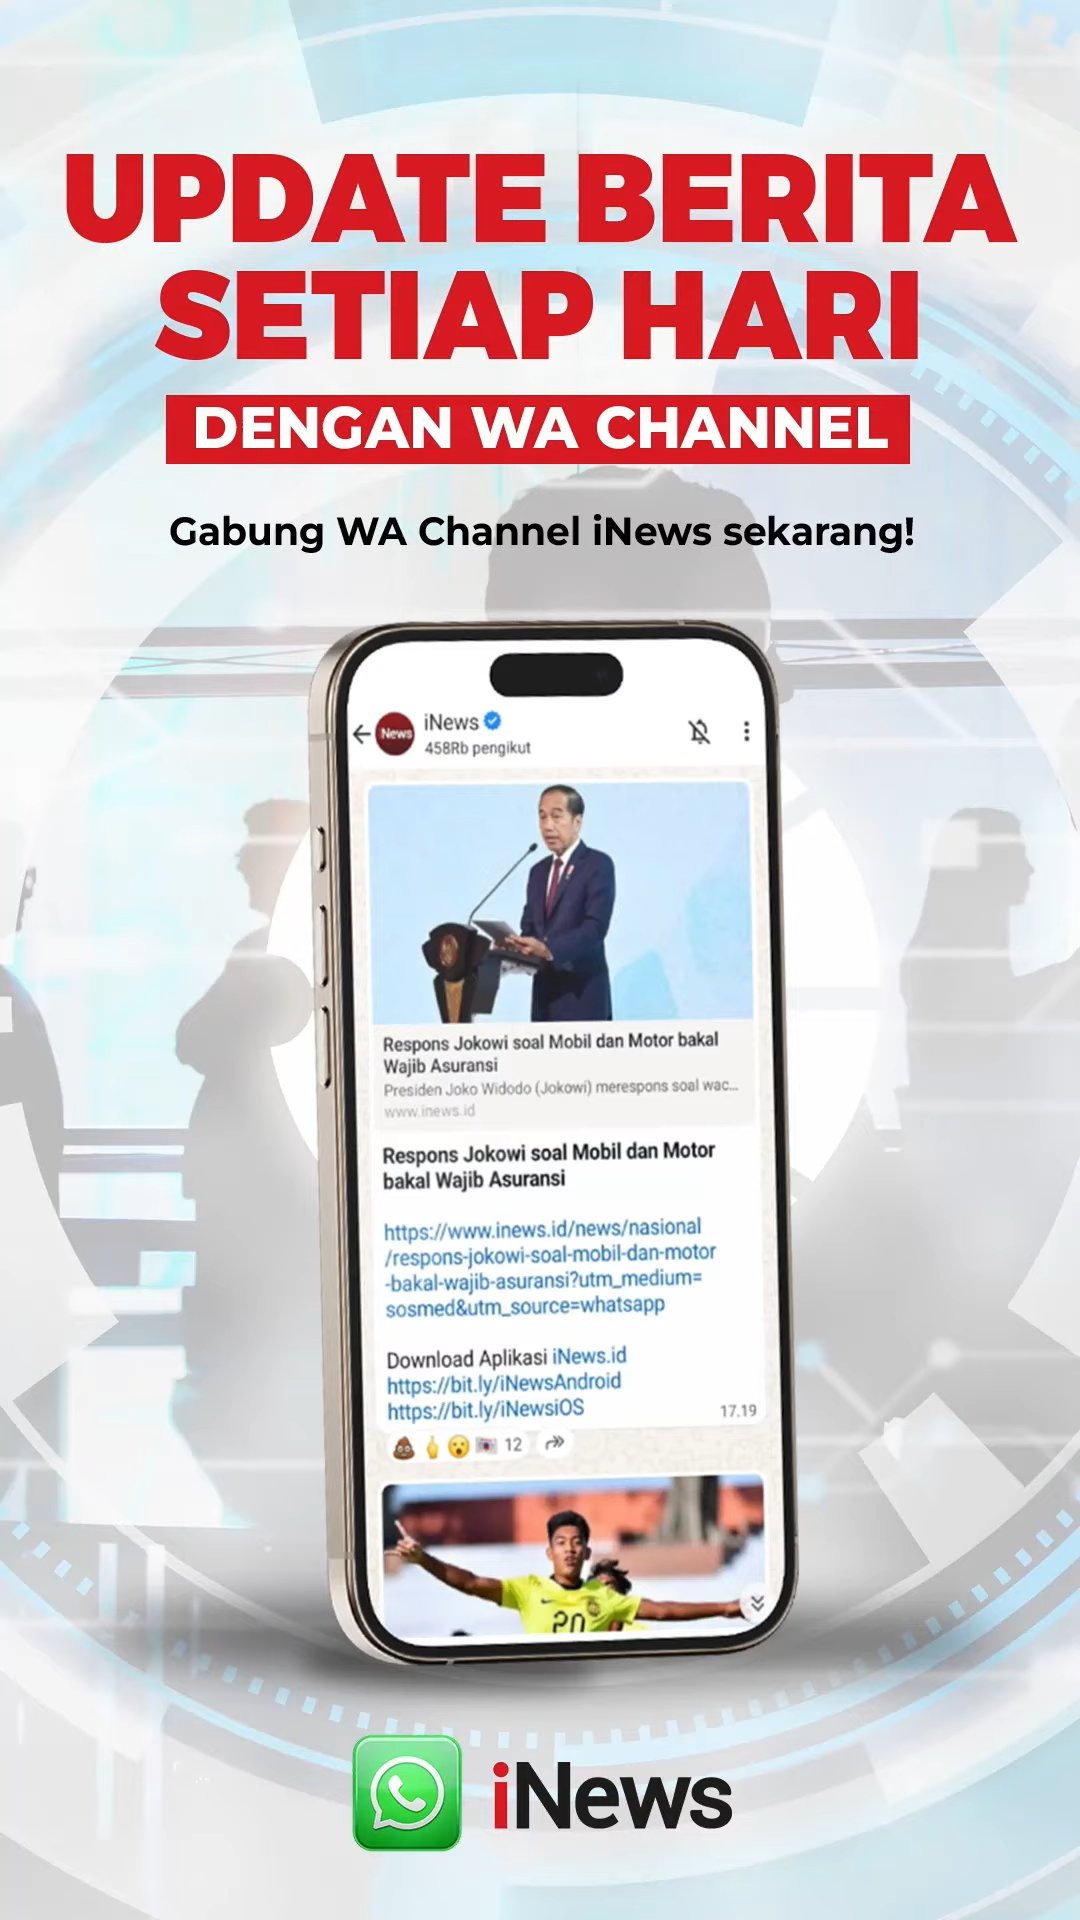 UPDATE BERITA
SETIAP HARI
DENGAN WA CHANNEL
Gabung WA Channel iNews sekarang!
iNews
News
458Rb pengikut
Respons Jokowi soal Mobil dan Motor bakal
Wajib Asuransi
Presiden Joko Widodo (Jokowi) merespons soal wac...
www.inews.id
Respons Jokowi soal Mobil dan Motor
bakal Wajib Asuransi
https://www.inews.id/news/nasional
/respons-jokowi-soal-mobil-dan-motor
-bakal-wajib-asuransi?utm_medium=
sosmed&utm_source=whatsapp
Download Aplikasi iNews.id
https://bit.ly/iNewsAndroid
https://bit.ly/iNewsiOS
17.19
12
20
iNews